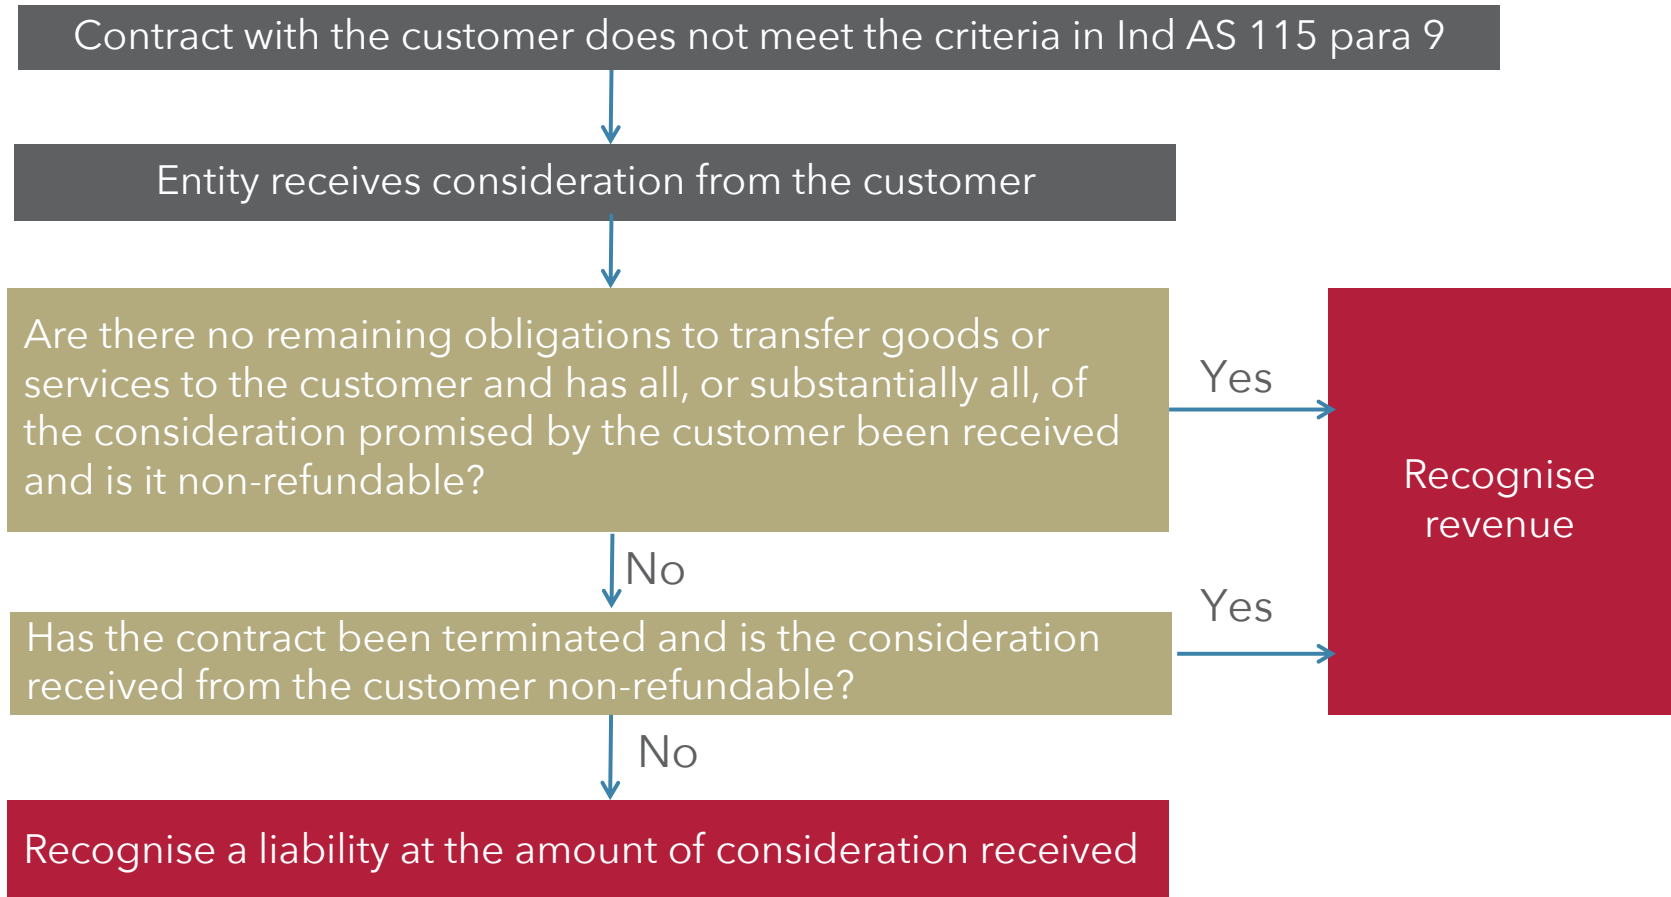 Contract with the customer does not meet the criteria in Ind AS 115 para 9
Entity receives consideration from the customer
Are there no remaining obligations to transfer goods or
services to the customer and has all, or substantially all, of
the consideration promised by the customer been received
and is it non-refundable?
Yes
Recognise
revenue
No
Has the contract been terminated and is the consideration
received from the customer non-refundable?
Yes
No
Recognise a liability at the amount of consideration received